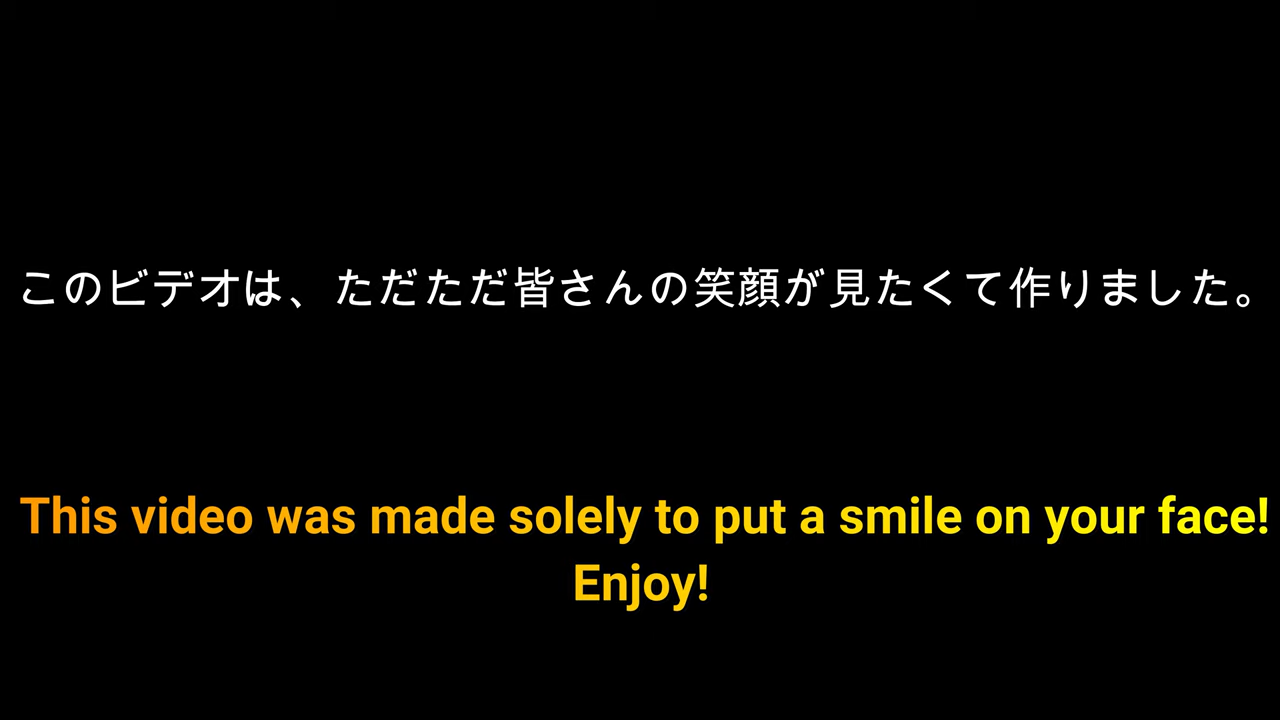 このビデオは、ただただ皆さんの笑顔が見たくて作りました。
This video was made solely to put a smile on your face!
Enjoy!